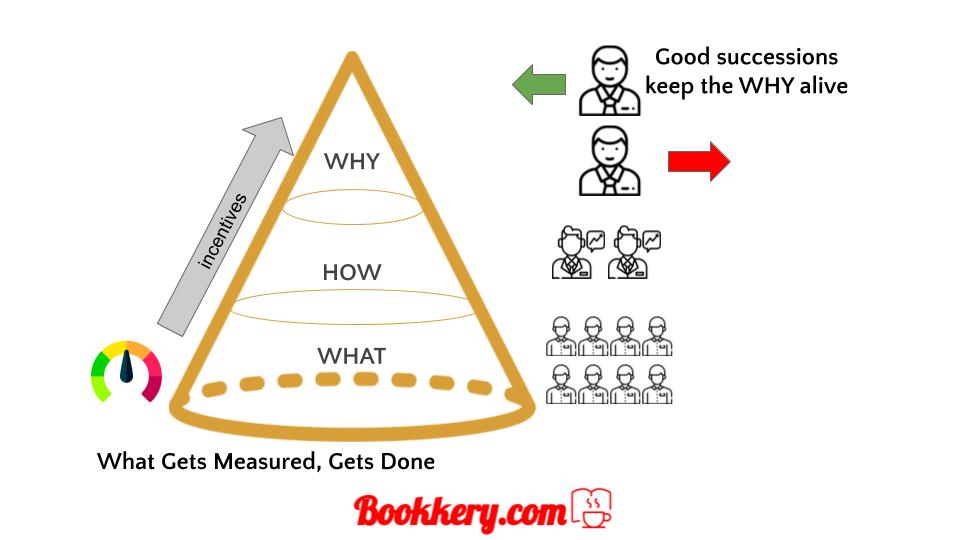 Good successions
keep the WHY alive
WHY
incentives
HOW
WHAT
What Gets Measured, Gets Done
Bookkery.com